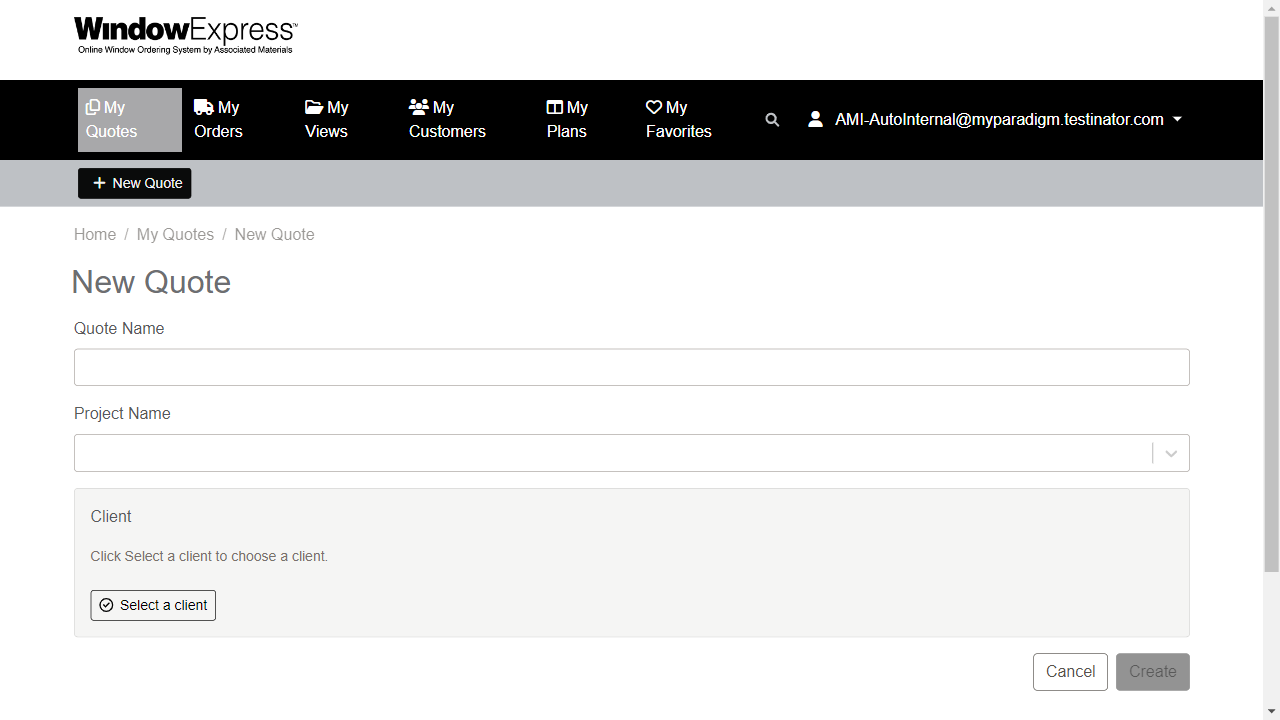 WindowExpress™
Online Window Ordering System by Associated Materials
My Quotes
My Orders
My Views
My Customers
My Plans
My Favorites
AMI-AutoInternal@myparadigm.testinator.com
New Quote
Home / My Quotes / New Quote
New Quote
Quote Name
Project Name
Client
Click Select a client to choose a client.
Select a client
Cancel
Create